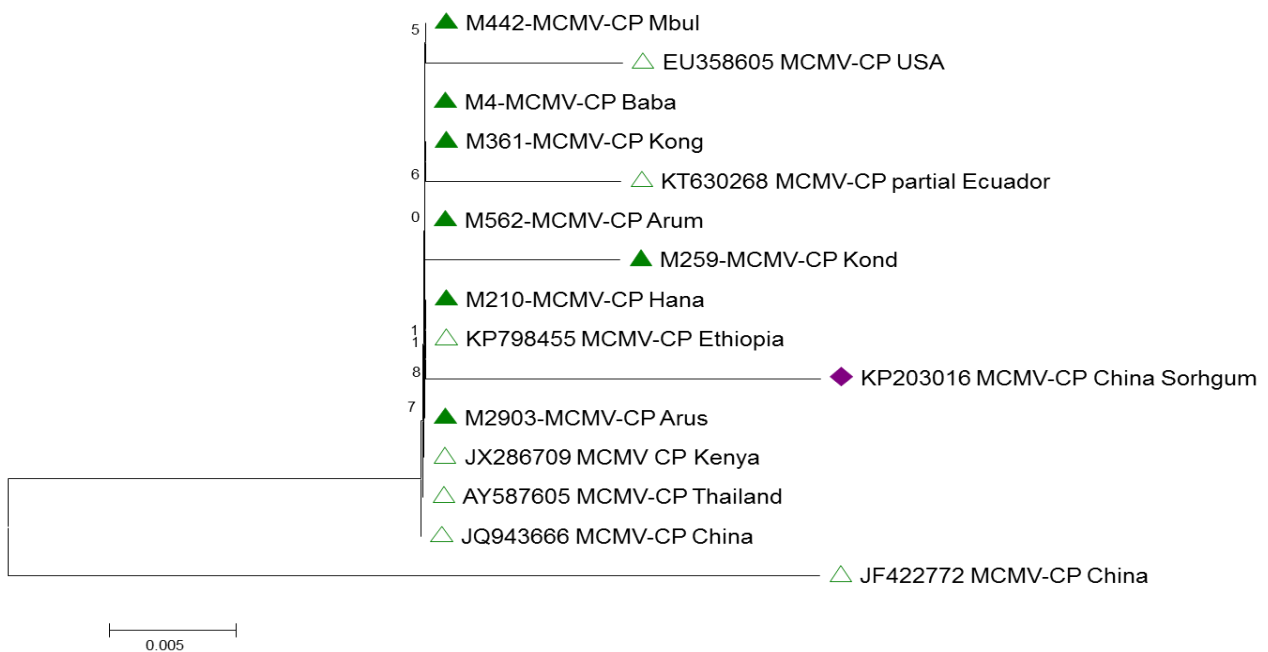 5
M442-MCMV-CP Mbul
EU358605 MCMV-CP USA
M4-MCMV-CP Baba
M361-MCMV-CP Kong
6
KT630268 MCMV-CP partial Ecuador
0
M562-MCMV-CP Arum
M259-MCMV-CP Kond
M210-MCMV-CP Hana
1
KP798455 MCMV-CP Ethiopia
1
8
KP203016 MCMV-CP China Sorhgum
7
M2903-MCMV-CP Arus
JX286709 MCMV CP Kenya
AY587605 MCMV-CP Thailand
JQ943666 MCMV-CP China
JF422772 MCMV-CP China
0.005